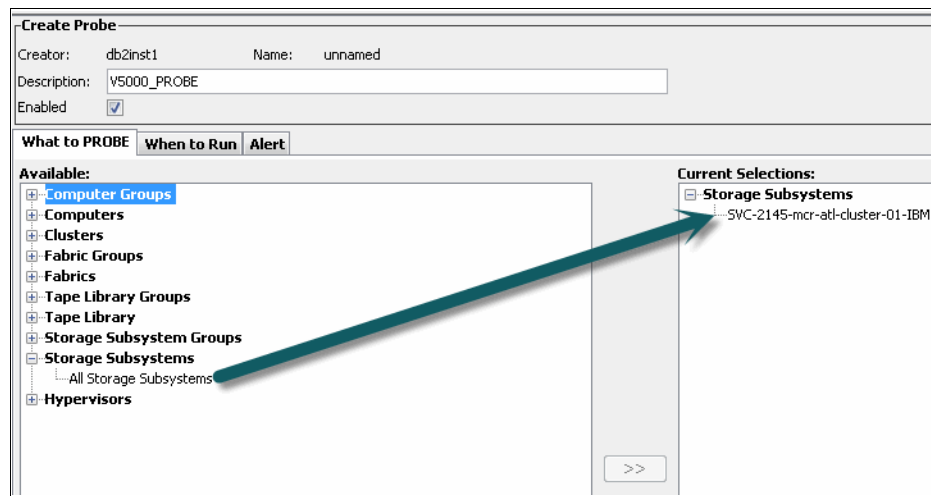 Create Probe
Creator: db2inst1 Name: unnamed
Description: V5000_PROBE
Enabled
What to PROBE When to Run Alert
Available: Current Selections:
Computer Groups
Computers
Clusters
Fabric Groups
Fabrics
Tape Library Groups
Tape Library
Storage Subsystem Groups
Storage Subsystems
All Storage Subsystems
Hypervisors
Storage Subsystems
SVC-2145-mcr-atl-cluster-01-IBM
>>